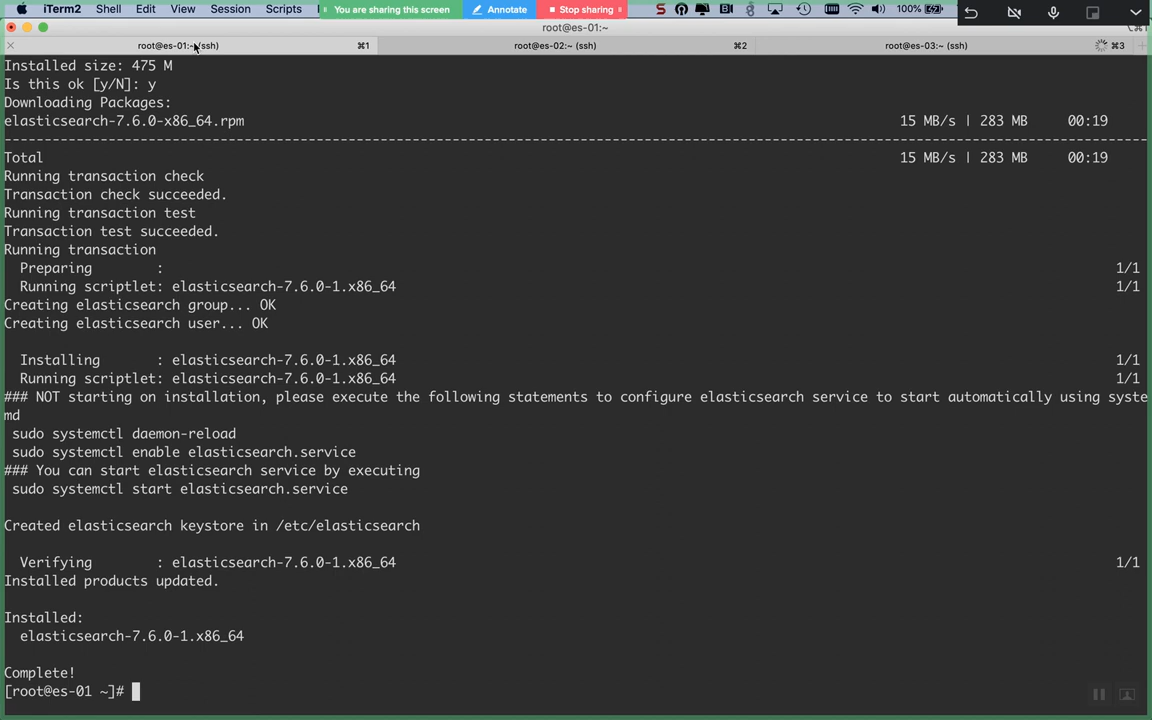 iTerm2 Shell Edit View Session Scripts You are sharing this screen Annotate Stop sharing 100%
root@es-01:~
root@es-01:~ (ssh) ⌘1 root@es-02:~ (ssh) ⌘2 root@es-03:~ (ssh) ⌘3
Installed size: 475 M
Is this ok [y/N]: y
Downloading Packages:
elasticsearch-7.6.0-x86_64.rpm 15 MB/s | 283 MB 00:19
--------------------------------------------------------------------------------
Total 15 MB/s | 283 MB 00:19
Running transaction check
Transaction check succeeded.
Running transaction test
Transaction test succeeded.
Running transaction
Preparing : 1/1
Running scriptlet: elasticsearch-7.6.0-1.x86_64 1/1
Creating elasticsearch group... OK
Creating elasticsearch user... OK
Installing : elasticsearch-7.6.0-1.x86_64 1/1
Running scriptlet: elasticsearch-7.6.0-1.x86_64 1/1
### NOT starting on installation, please execute the following statements to configure elasticsearch service to start automatically using syste
md
sudo systemctl daemon-reload
sudo systemctl enable elasticsearch.service
### You can start elasticsearch service by executing
sudo systemctl start elasticsearch.service
Created elasticsearch keystore in /etc/elasticsearch
Verifying : elasticsearch-7.6.0-1.x86_64 1/1
Installed products updated.
Installed:
elasticsearch-7.6.0-1.x86_64
Complete!
[root@es-01 ~]#